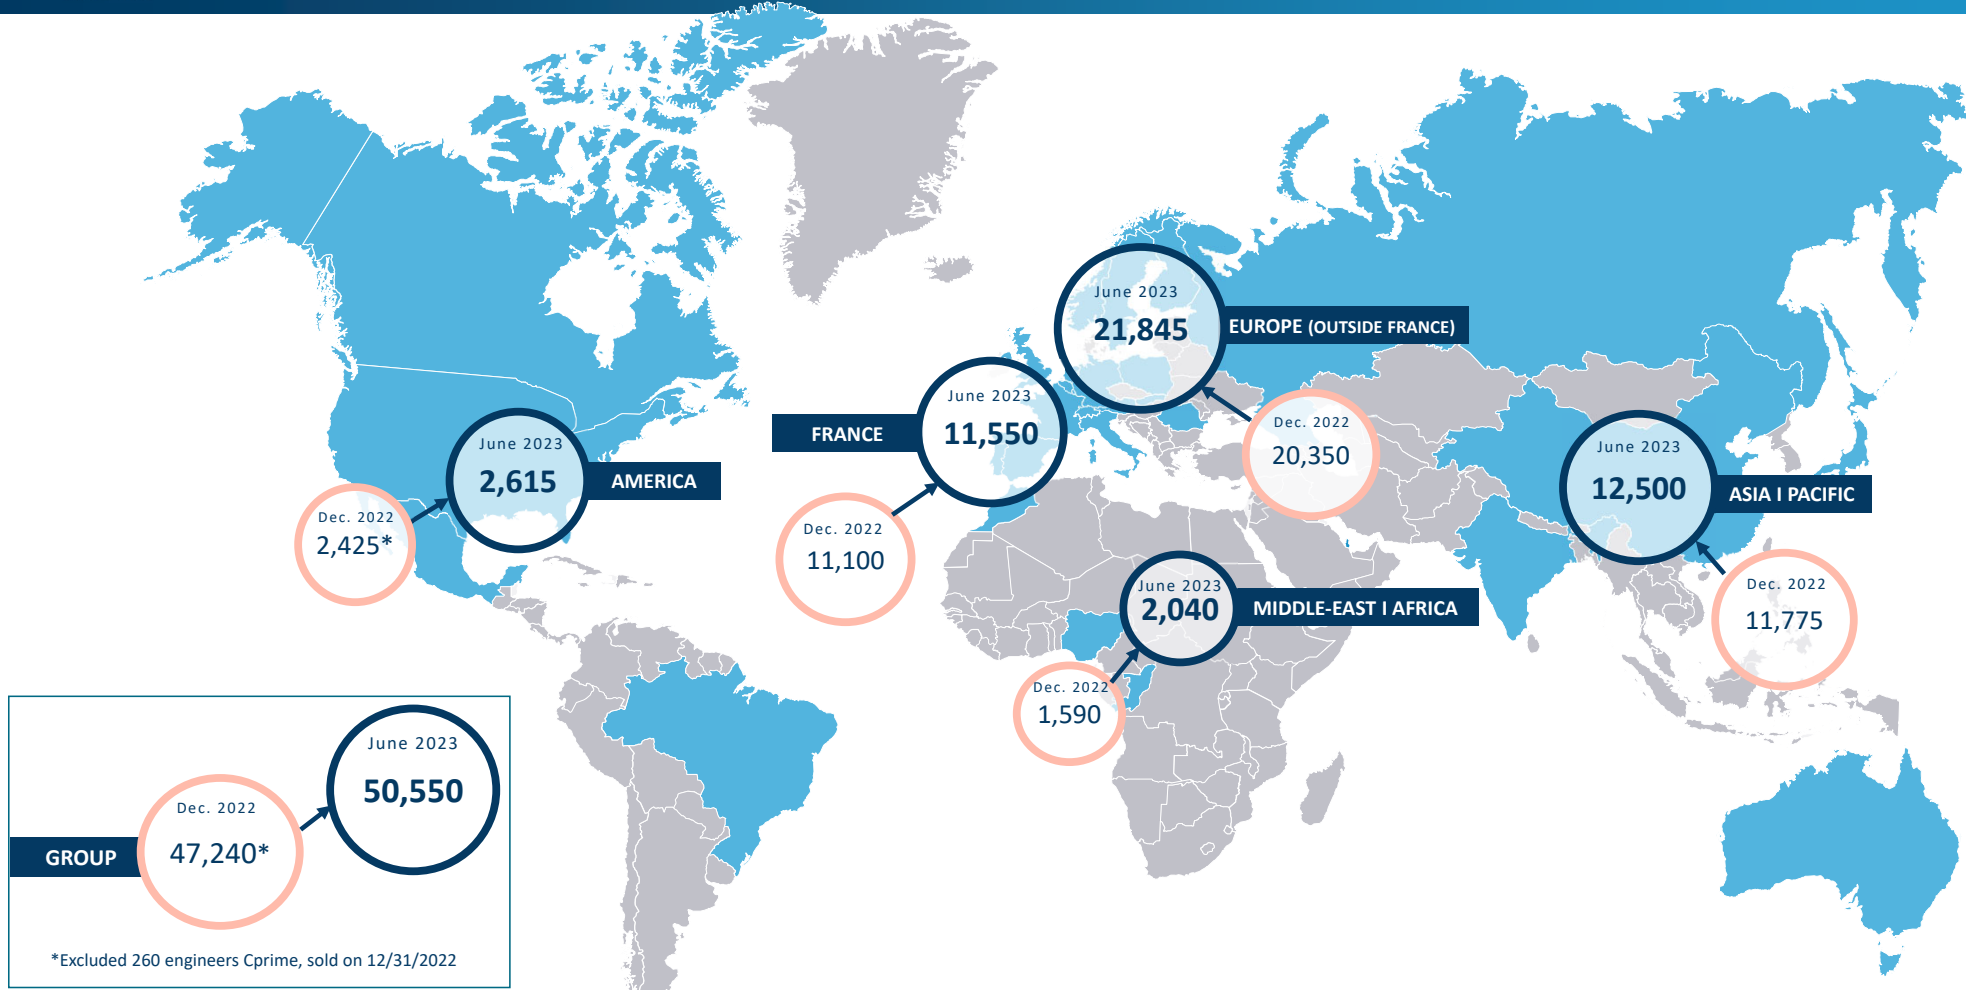 June 2023
21,845
EUROPE (OUTSIDE FRANCE)
June 2023
11,550
FRANCE
Dec. 2022
20,350
June 2023
2,615
AMERICA
June 2023
12,500
ASIA I PACIFIC
Dec. 2022
2,425*
Dec. 2022
11,100
June 2023
2,040
MIDDLE-EAST I AFRICA
Dec. 2022
11,775
Dec. 2022
1,590
June 2023
50,550
Dec. 2022
47,240*
GROUP
*Excluded 260 engineers Cprime, sold on 12/31/2022